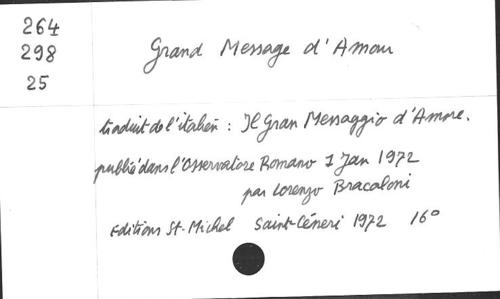 264
298
25
Grand Message d'Amour
traduit de l'italien : Il Gran Messaggio d'Amore.
publié dans l'Osservatore Romano 1 Jan 1972
par Lorenzo Bracaloni
Editions St-Michel Saint-Céneri 1972 16°